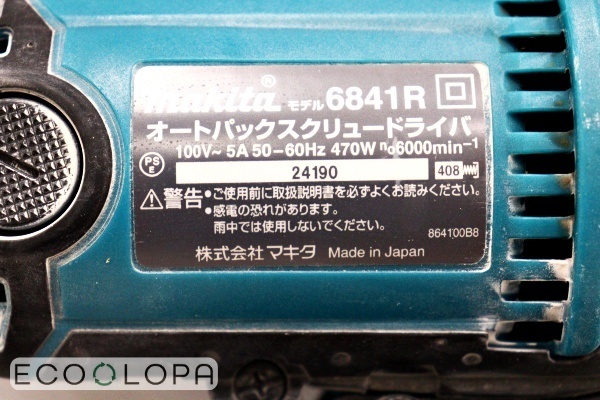 makita® モデル 6841R
オートパックスクリュードライバ
100V~ 5A 50-60Hz 470W n₀6000min⁻¹
PSE 24190 408
警告 ●ご使用前に取扱説明書を必ずよくお読みください。
●感電の恐れがあります。
雨中では使用しないでください。
864100B8
株式会社マキタ Made in Japan
ECOOLOPA